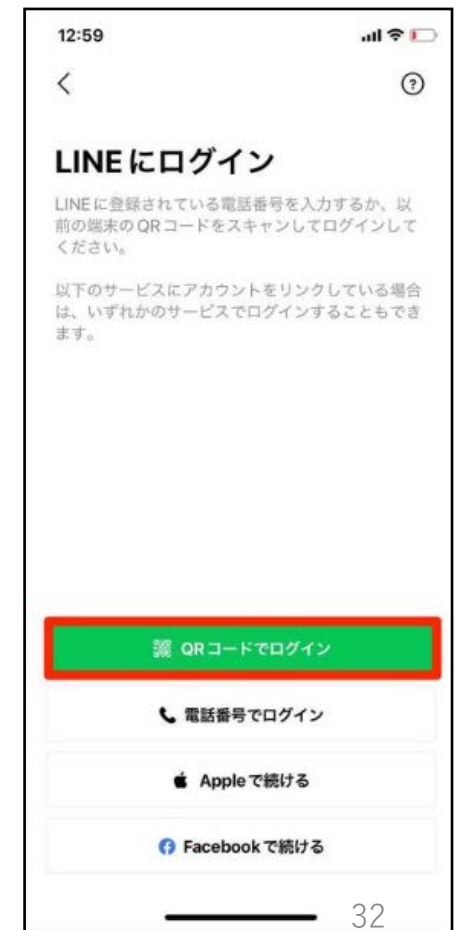 12:59
LINEにログイン
LINEに登録されている電話番号を入力するか、以
前の端末のQRコードをスキャンしてログインして
ください。
以下のサービスにアカウントをリンクしている場合
は、いずれかのサービスでログインすることもでき
ます。
QRコードでログイン
電話番号でログイン
Appleで続ける
Facebookで続ける
32